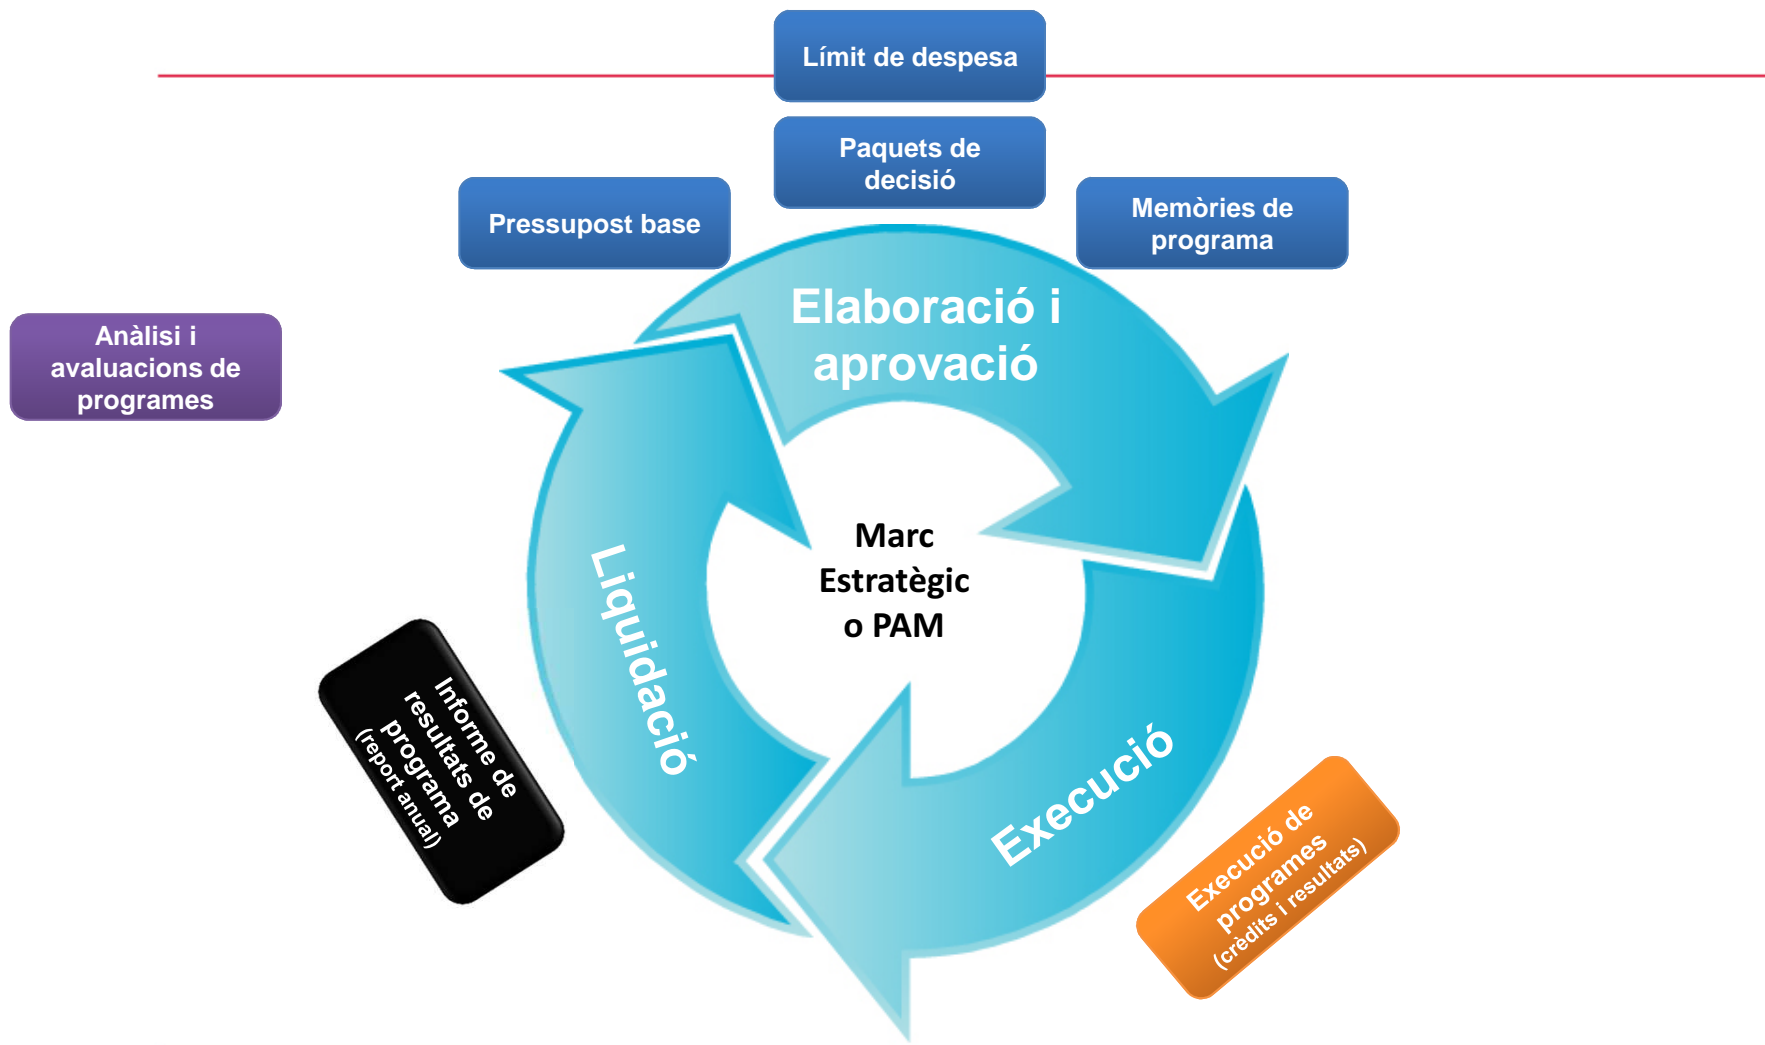 Límit de despesa
Paquets de
decisió
Pressupost base
Memòries de
programa
Elaboració i
aprovació
Anàlisi i
avaluacions de
programes
Marc
Estratègic
o PAM
Liquidació
Execució
Informe de
resultats de
programa
(report anual)
Execució de
programes
(crèdits i resultats)